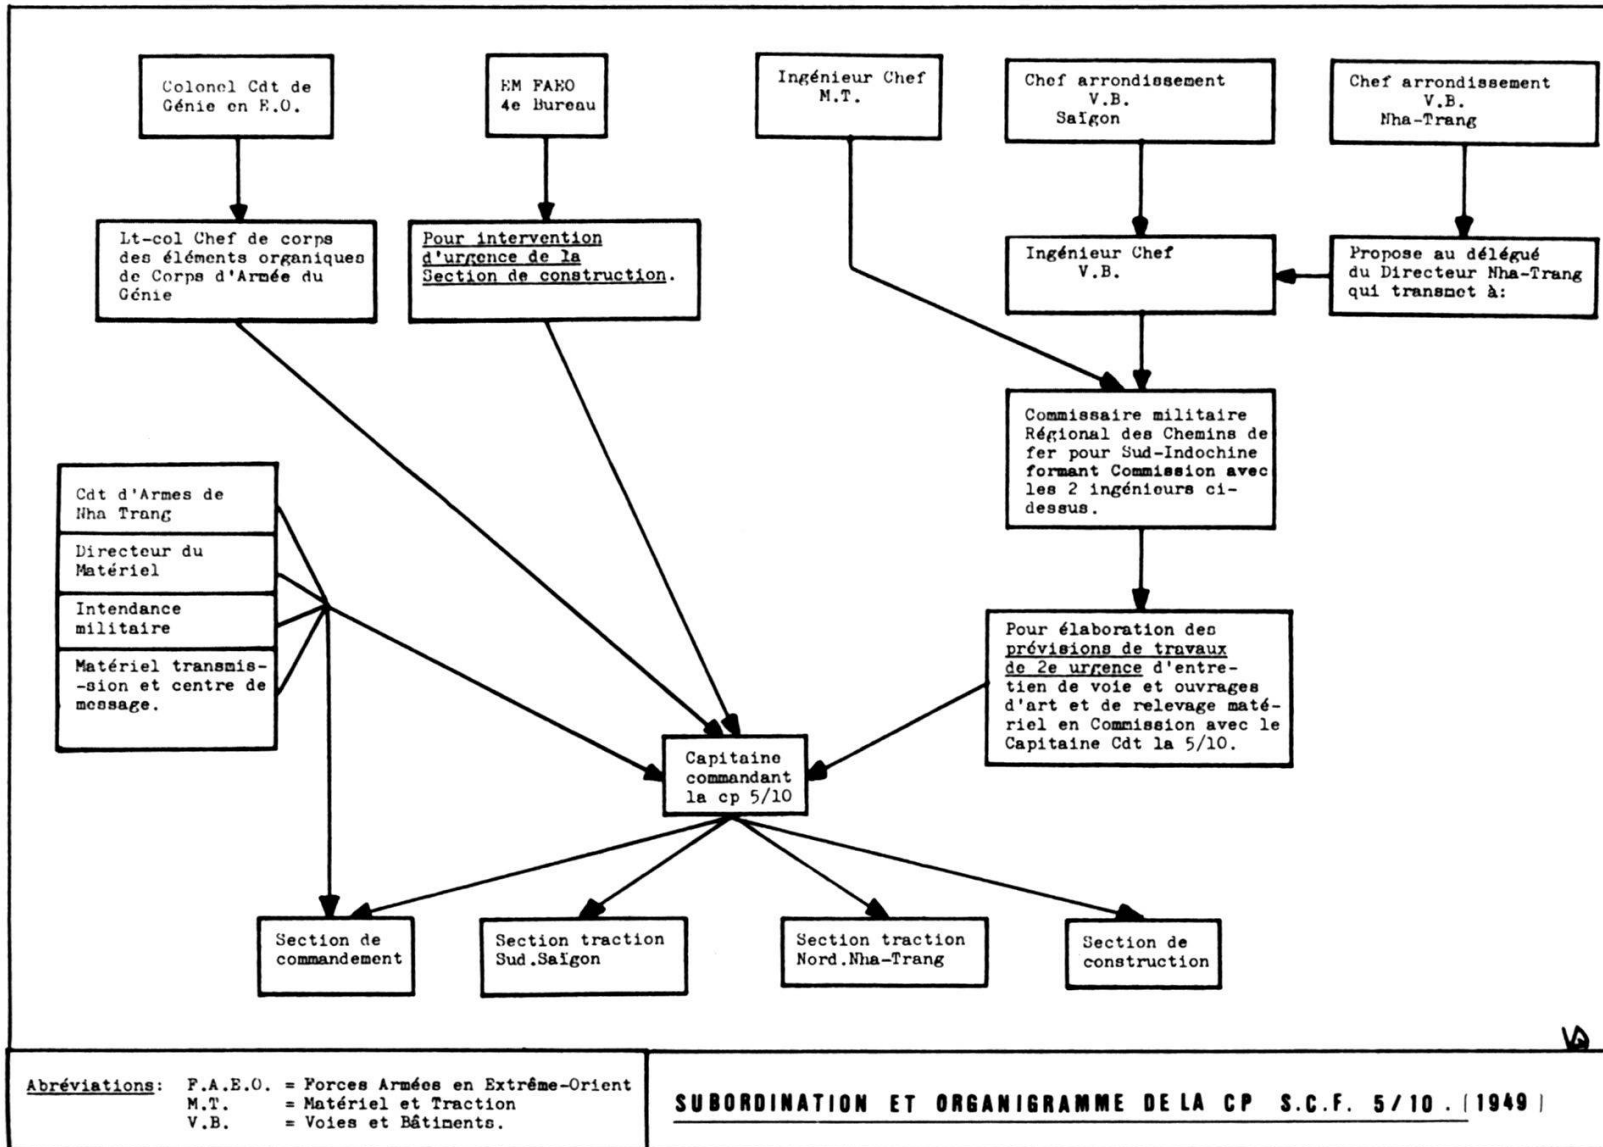 Colonel Cdt de
Génie en E.O.
EM FAEO
4e Bureau
Ingénieur Chef
M.T.
Chef arrondissement
V.B.
Saïgon
Chef arrondissement
V.B.
Nha-Trang
Lt-col Chef de corps
des éléments organiques
de Corps d'Armée du
Génie
Pour intervention
d'urgence de la
Section de construction.
Ingénieur Chef
V.B.
Propose au délégué
du Directeur Nha-Trang
qui transmet à:
Commissaire militaire
Régional des Chemins de
fer pour Sud-Indochine
formant Commission avec
les 2 ingénieurs ci-
dessus.
Cdt d'Armes de
Nha Trang
Directeur du
Matériel
Intendance
militaire
Matériel transmis-
-sion et centre de
message.
Pour élaboration des
prévisions de travaux
de 2e urgence d'entre-
tien de voie et ouvrages
d'art et de relevage maté-
riel en Commission avec le
Capitaine Cdt la 5/10.
Capitaine
commandant
la cp 5/10
Section de
commandement
Section traction
Sud.Saïgon
Section traction
Nord.Nha-Trang
Section de
construction
Abréviations: F.A.E.O. = Forces Armées en Extrême-Orient
M.T. = Matériel et Traction
V.B. = Voies et Bâtiments.
SUBORDINATION ET ORGANIGRAMME DE LA CP S.C.F. 5/10. (1949)